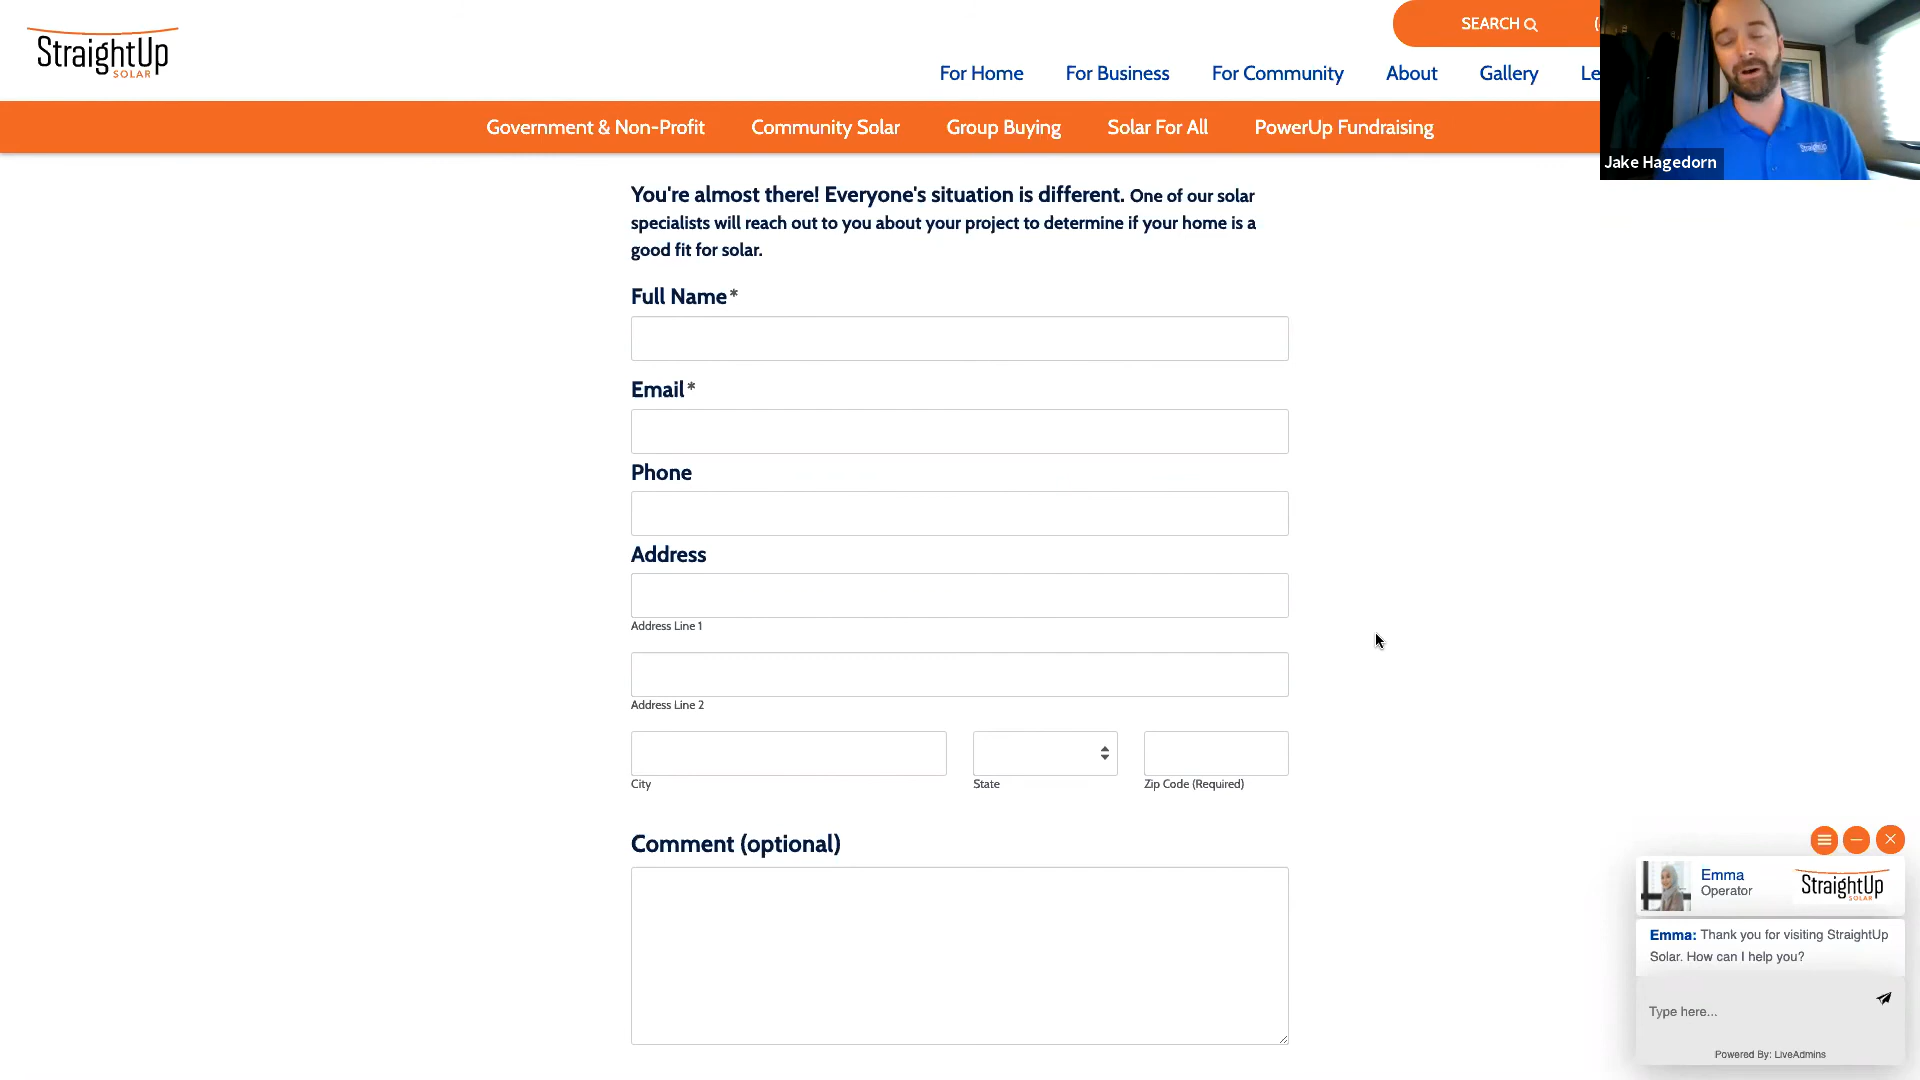 StraightUp
SOLAR
SEARCH
For Home
For Business
For Community
About
Gallery
Le
Government & Non-Profit
Community Solar
Group Buying
Solar For All
PowerUp Fundraising
Jake Hagedorn
StraightUp
You're almost there! Everyone's situation is different. One of our solar
specialists will reach out to you about your project to determine if your home is a
good fit for solar.
Full Name*
Email*
Phone
Address
Address Line 1
Address Line 2
City
State
Zip Code (Required)
Comment (optional)
Emma
Operator
StraightUp
SOLAR
Emma: Thank you for visiting StraightUp
Solar. How can I help you?
Type here...
Powered By: LiveAdmins